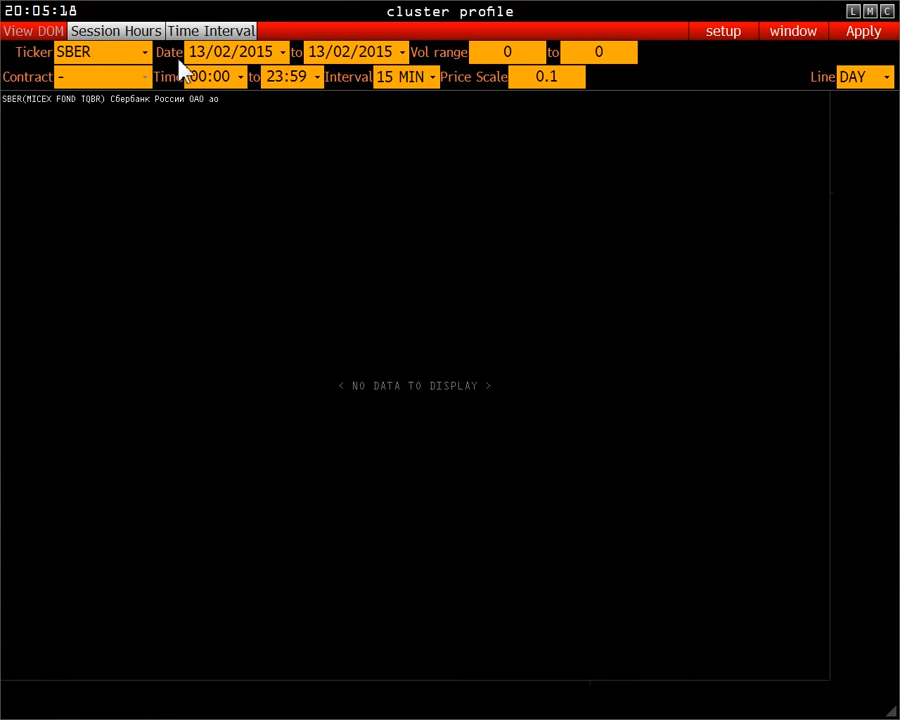 20:05:18 cluster profile L M C
View DOM Session Hours Time Interval setup window Apply
Ticker SBER Date 13/02/2015 to 13/02/2015 Vol range 0 to 0
Contract - Time 00:00 to 23:59 Interval 15 MIN Price Scale 0.1 Line DAY
SBER(MICEX FOND TQBR) Сбербанк России ОАО ао
< NO DATA TO DISPLAY >